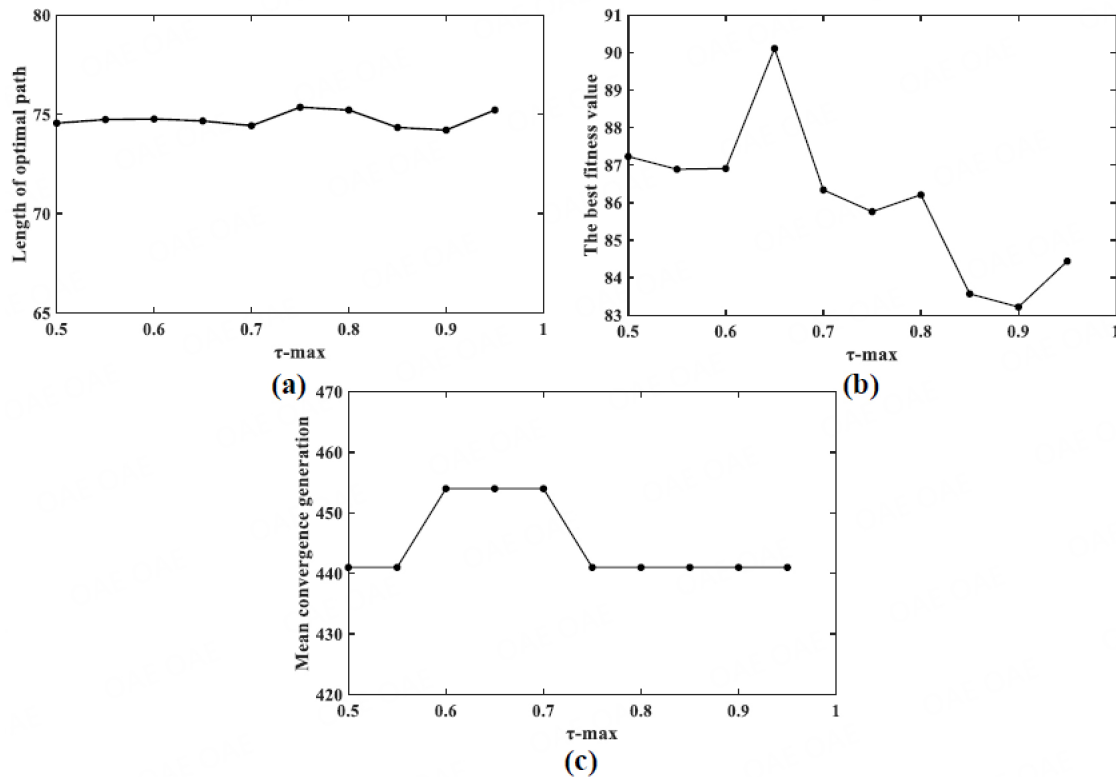 80
75
70
65
Length of optimal path
0.5 0.6 0.7 0.8 0.9 1
τ-max
(a)
91
90
89
88
87
86
85
84
83
The best fitness value
0.5 0.6 0.7 0.8 0.9 1
τ-max
(b)
470
460
450
440
430
420
Mean convergence generation
0.5 0.6 0.7 0.8 0.9 1
τ-max
(c)